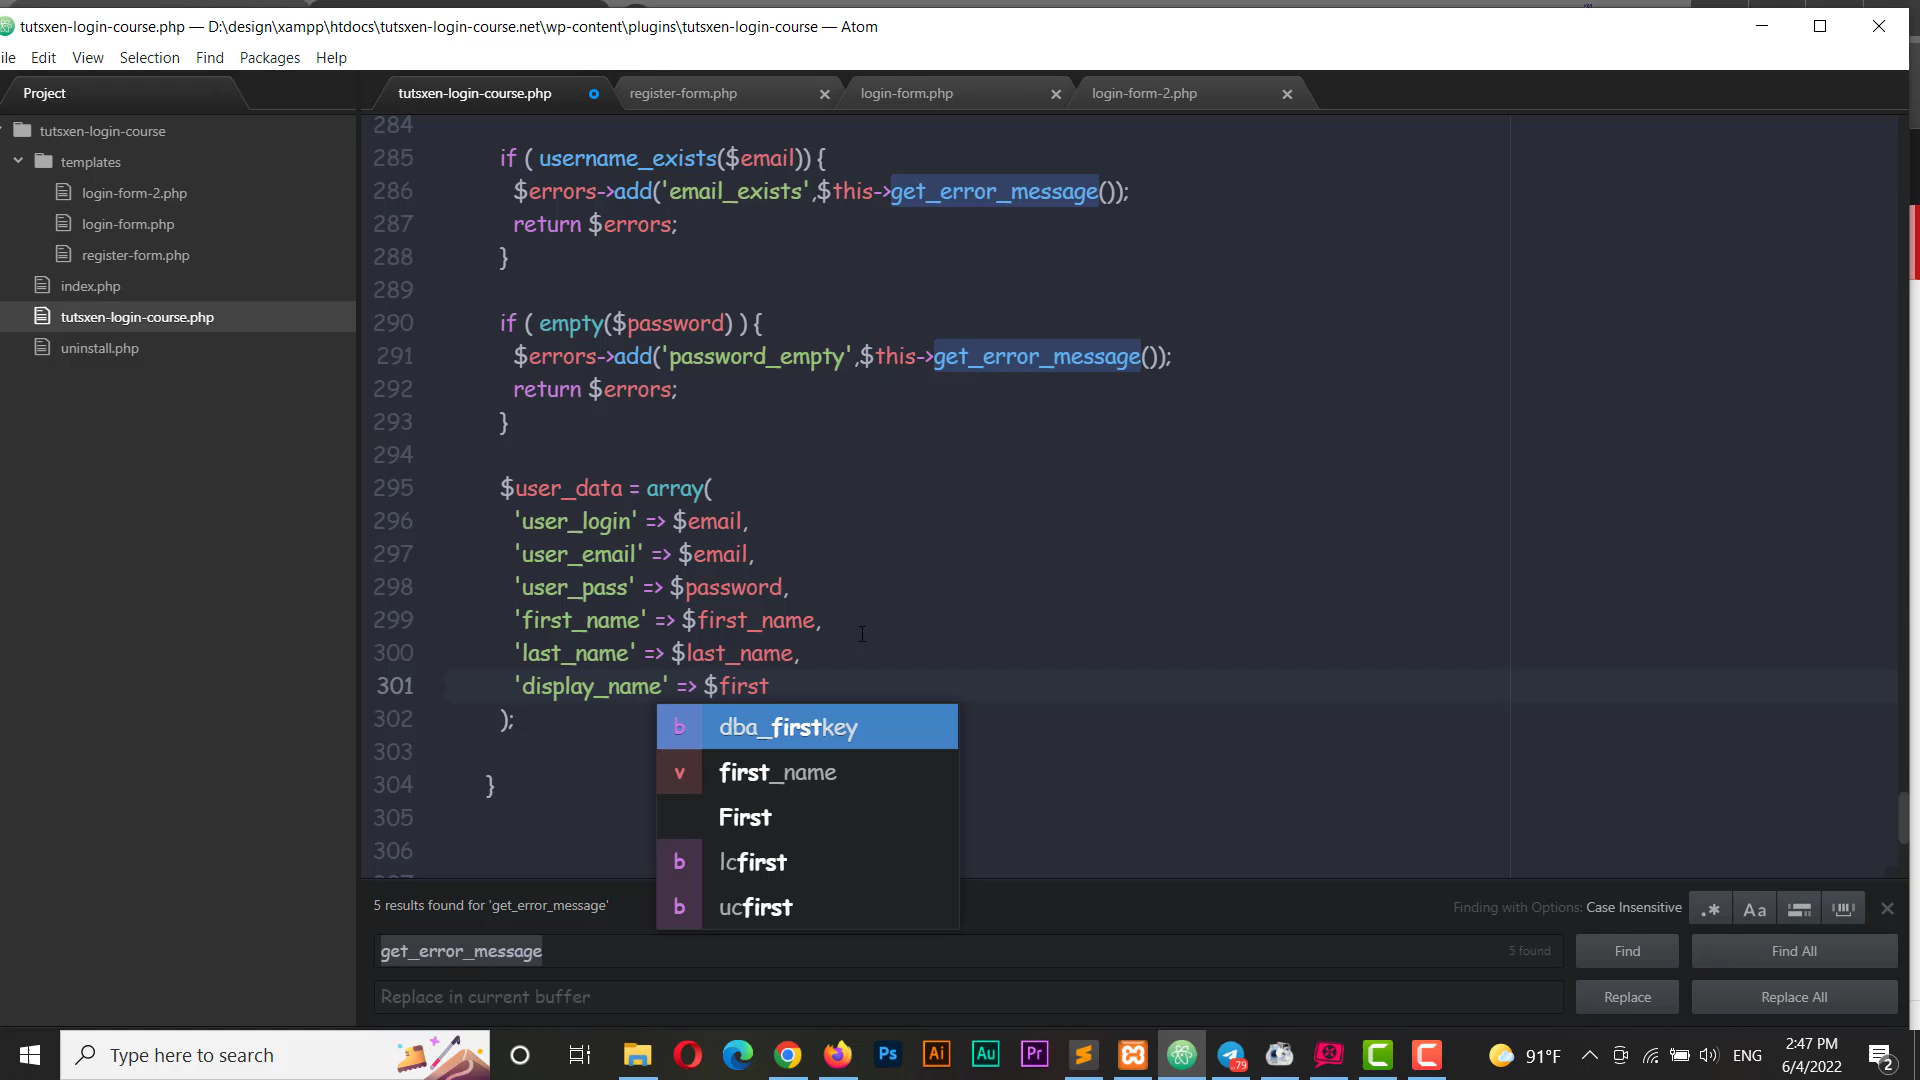 tutsxen-login-course.php — D:\design\xampp\htdocs\tutsxen-login-course.net\wp-content\plugins\tutsxen-login-course — Atom
ile Edit View Selection Find Packages Help
Project
tutsxen-login-course.php
register-form.php
login-form.php
login-form-2.php
tutsxen-login-course
templates
login-form-2.php
login-form.php
register-form.php
index.php
tutsxen-login-course.php
uninstall.php
284
285 if ( username_exists($email)) {
286 $errors->add('email_exists',$this->get_error_message());
287 return $errors;
288 }
289
290 if ( empty($password) ) {
291 $errors->add('password_empty',$this->get_error_message());
292 return $errors;
293 }
294
295 $user_data = array(
296 'user_login' => $email,
297 'user_email' => $email,
298 'user_pass' => $password,
299 'first_name' => $first_name,
300 'last_name' => $last_name,
301 'display_name' => $first
302 );
303
304 }
305
306
b dba_firstkey
v first_name
First
b lcfirst
b ucfirst
5 results found for 'get_error_message'
Finding with Options: Case Insensitive
.* Aa
get_error_message
5 found
Find
Find All
Replace in current buffer
Replace
Replace All
Type here to search
Ps Ai Au Pr
79
91°F
ENG
2:47 PM
6/4/2022
2